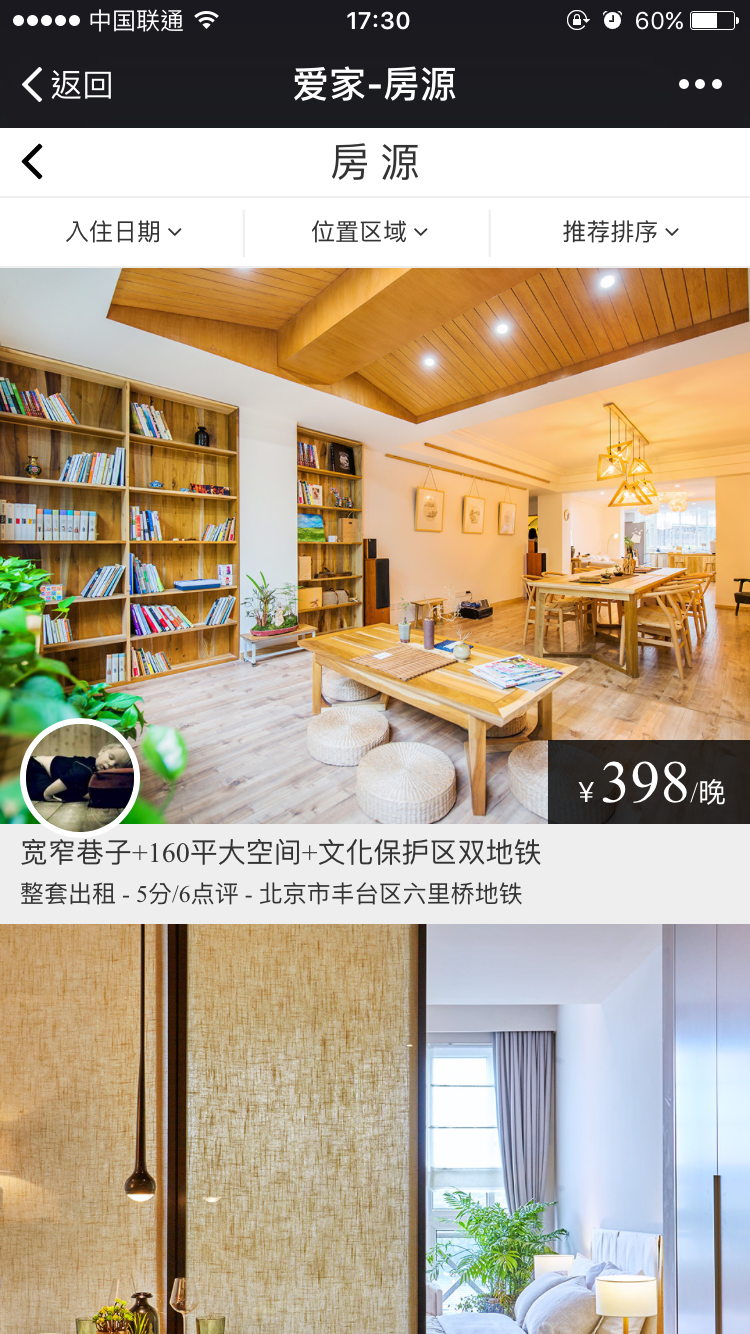 中国联通 17:30 60%
返回 爱家-房源
房 源
入住日期 位置区域 推荐排序
¥398/晚
宽窄巷子+160平大空间+文化保护区双地铁
整套出租 - 5分/6点评 - 北京市丰台区六里桥地铁